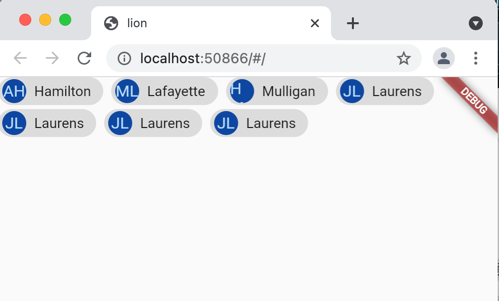 lion
localhost:50866/#/
AH Hamilton ML Lafayette H Mulligan JL Laurens
JL Laurens JL Laurens JL Laurens
DEBUG